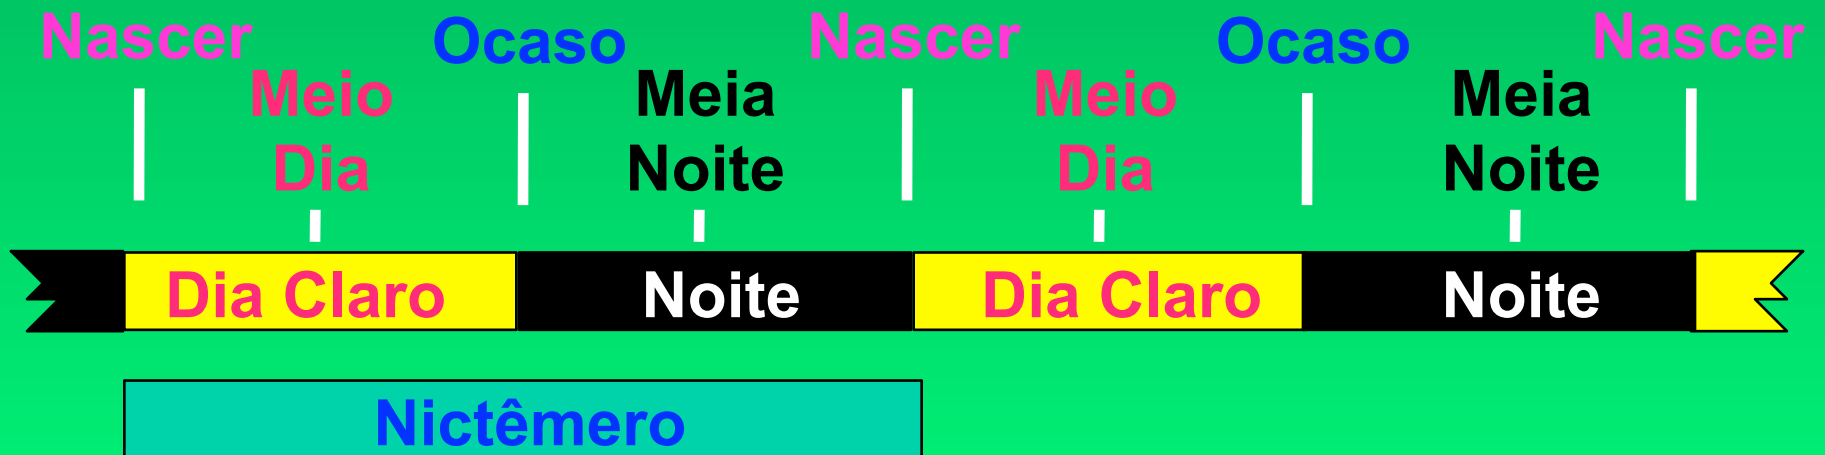 Nascer Ocaso Nascer Ocaso Nascer
Meio Meia Meio Meia
Dia Noite Dia Noite
Dia Claro Noite Dia Claro Noite
Nictêmero